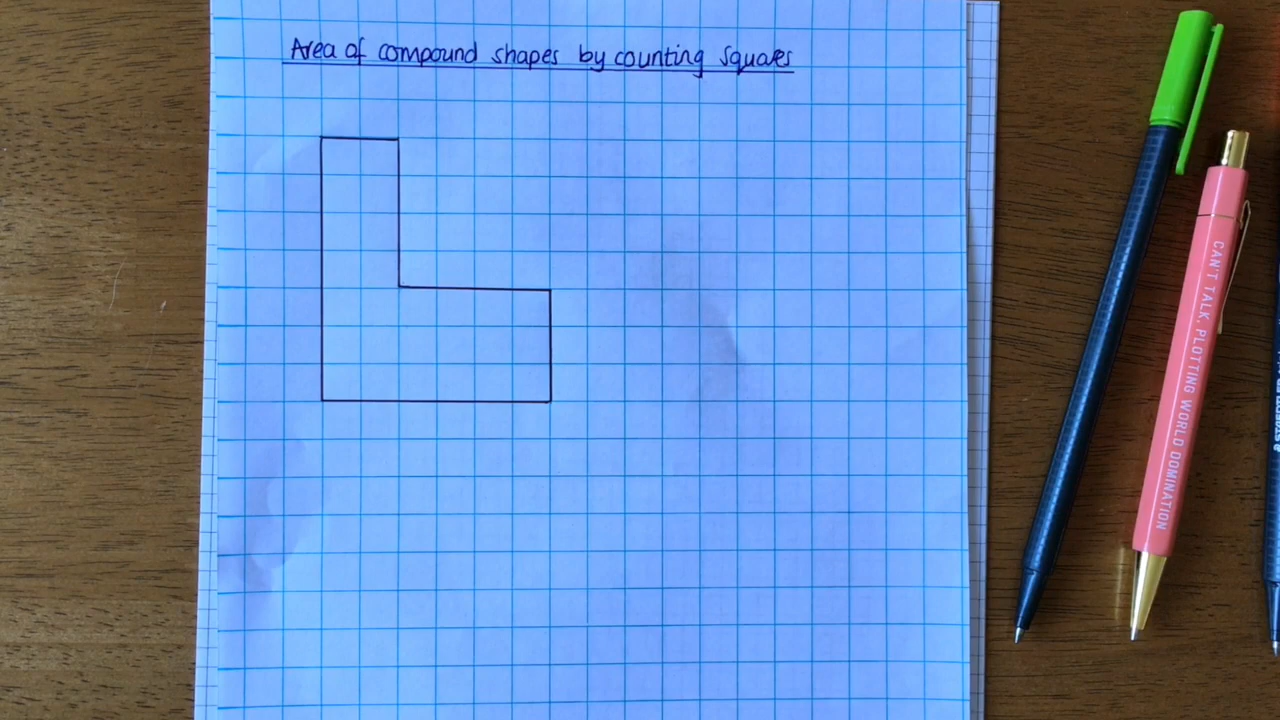 Area of compound shapes by counting squares
CAN'T TALK, PLOTTING WORLD DOMINATION